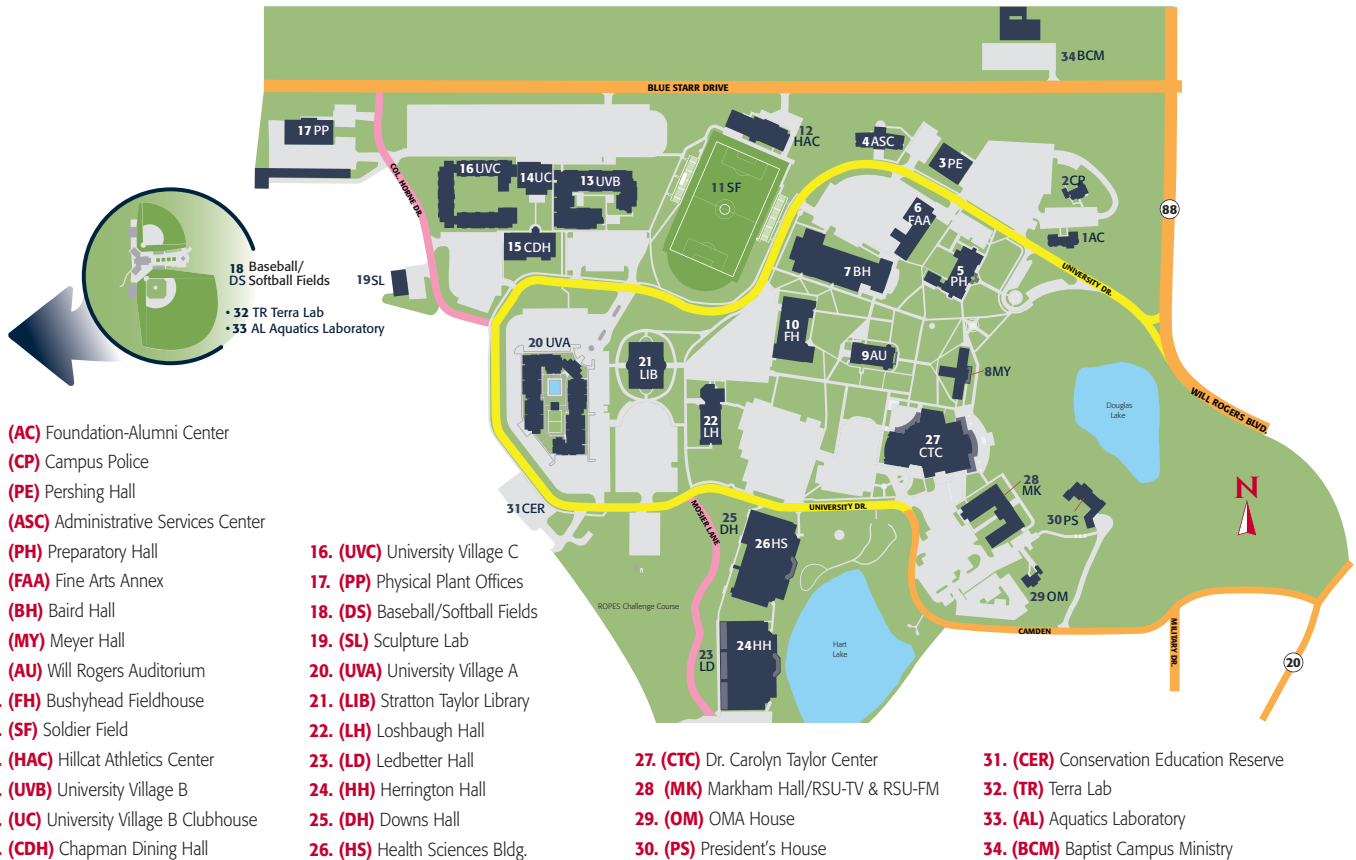 34 BCM
BLUE STARR DRIVE
17 PP
12
HAC
4 ASC
3 PE
COL. HORNE DR.
16 UVC
14 UC
13 UVB
11 SF
2 CP
6
FAA
88
15 CDH
1 AC
18 Baseball/
DS Softball Fields
19 SL
7 BH
5
PH
UNIVERSITY DR.
• 32 TR Terra Lab
• 33 AL Aquatics Laboratory
10
FH
20 UVA
21
LIB
9 AU
8 MY
WILL ROGERS BLVD.
Douglas
Lake
22
LH
27
CTC
28
MK
N
31 CER
MOSIER LANE
25
DH
UNIVERSITY DR.
30 PS
26 HS
29 OM
ROPES Challenge Course
CAMDEN
MILITARY DR.
23
LD
24 HH
Hart
Lake
20
(AC) Foundation-Alumni Center
(CP) Campus Police
(PE) Pershing Hall
(ASC) Administrative Services Center
(PH) Preparatory Hall
(FAA) Fine Arts Annex
(BH) Baird Hall
(MY) Meyer Hall
(AU) Will Rogers Auditorium
. (FH) Bushyhead Fieldhouse
. (SF) Soldier Field
. (HAC) Hillcat Athletics Center
. (UVB) University Village B
. (UC) University Village B Clubhouse
. (CDH) Chapman Dining Hall
16. (UVC) University Village C
17. (PP) Physical Plant Offices
18. (DS) Baseball/Softball Fields
19. (SL) Sculpture Lab
20. (UVA) University Village A
21. (LIB) Stratton Taylor Library
22. (LH) Loshbaugh Hall
23. (LD) Ledbetter Hall
24. (HH) Herrington Hall
25. (DH) Downs Hall
26. (HS) Health Sciences Bldg.
27. (CTC) Dr. Carolyn Taylor Center
28 (MK) Markham Hall/RSU-TV & RSU-FM
29. (OM) OMA House
30. (PS) President's House
31. (CER) Conservation Education Reserve
32. (TR) Terra Lab
33. (AL) Aquatics Laboratory
34. (BCM) Baptist Campus Ministry